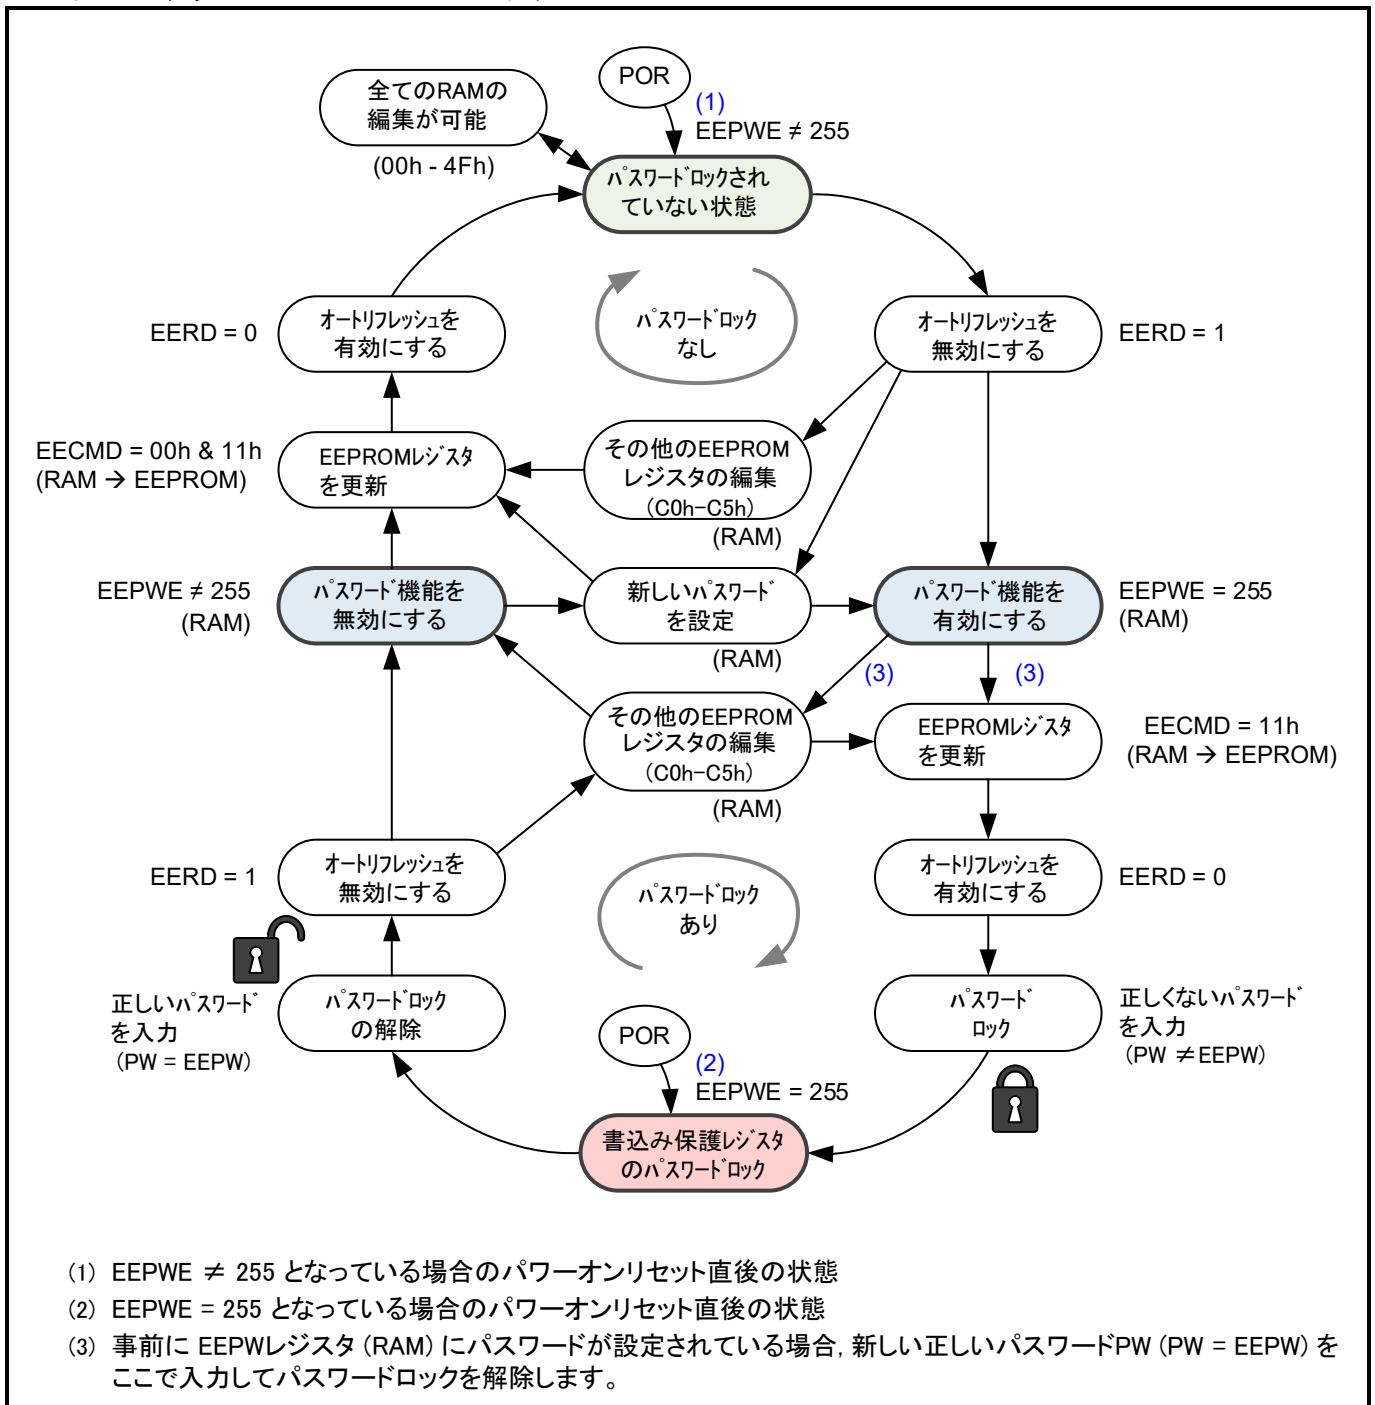 POR
(1)
EEPWE ≠ 255
全てのRAMの
編集が可能
(00h - 4Fh)
ﾊﾟｽﾜｰﾄﾞﾛｯｸされ
ていない状態
EERD = 0
ｵｰﾄﾘﾌﾚｯｼｭを
有効にする
ﾊﾟｽﾜｰﾄﾞﾛｯｸ
なし
ｵｰﾄﾘﾌﾚｯｼｭを
無効にする
EERD = 1
EECMD = 00h & 11h
(RAM → EEPROM)
EEPROMﾚｼﾞｽﾀ
を更新
その他のEEPROM
レジスタの編集
(C0h-C5h)
(RAM)
EEPWE ≠ 255
(RAM)
ﾊﾟｽﾜｰﾄﾞ機能を
無効にする
新しいﾊﾟｽﾜｰﾄﾞ
を設定
(RAM)
ﾊﾟｽﾜｰﾄﾞ機能を
有効にする
EEPWE = 255
(RAM)
(3)
(3)
その他のEEPROM
レジスタの編集
(C0h-C5h)
(RAM)
EEPROMﾚｼﾞｽﾀ
を更新
EECMD = 11h
(RAM → EEPROM)
EERD = 1
ｵｰﾄﾘﾌﾚｯｼｭを
無効にする
ﾊﾟｽﾜｰﾄﾞﾛｯｸ
あり
ｵｰﾄﾘﾌﾚｯｼｭを
有効にする
EERD = 0
正しいﾊﾟｽﾜｰﾄﾞ
を入力
(PW = EEPW)
ﾊﾟｽﾜｰﾄﾞﾛｯｸ
の解除
POR
(2)
EEPWE = 255
ﾊﾟｽﾜｰﾄﾞ
ﾛｯｸ
正しくないﾊﾟｽﾜｰﾄﾞ
を入力
(PW ≠EEPW)
書込み保護ﾚｼﾞｽﾀ
のﾊﾟｽﾜｰﾄﾞﾛｯｸ
(1) EEPWE ≠ 255 となっている場合のパワーオンリセット直後の状態
(2) EEPWE = 255 となっている場合のパワーオンリセット直後の状態
(3) 事前に EEPWレジスタ (RAM) にパスワードが設定されている場合, 新しい正しいパスワードPW (PW = EEPW) を
ここで入力してパスワードロックを解除します。